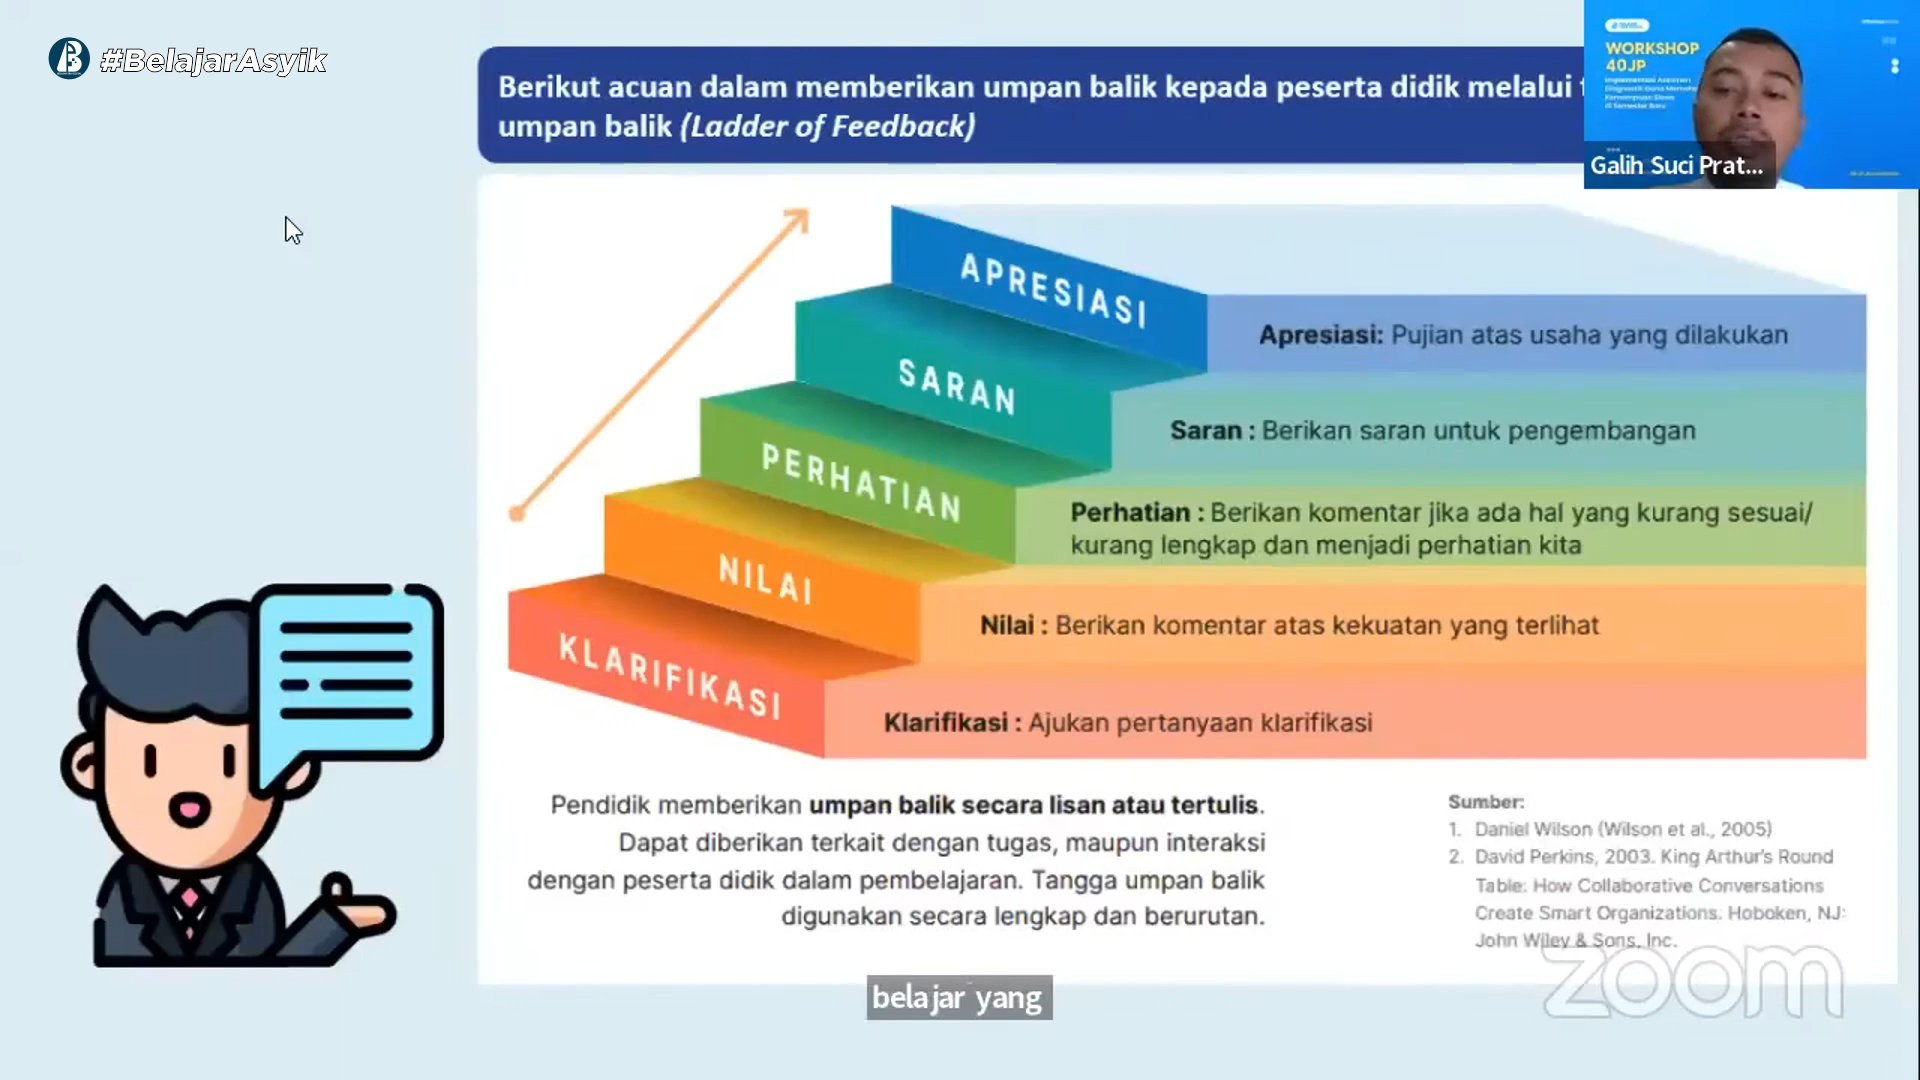 #BelajarAsyik
Berikut acuan dalam memberikan umpan balik kepada peserta didik melalui
umpan balik (Ladder of Feedback)
WORKSHOP
40JP
Galih Suci Prat...
APRESIASI
Apresiasi: Pujian atas usaha yang dilakukan
SARAN
Saran : Berikan saran untuk pengembangan
PERHATIAN
Perhatian : Berikan komentar jika ada hal yang kurang sesuai/
kurang lengkap dan menjadi perhatian kita
NILAI
Nilai : Berikan komentar atas kekuatan yang terlihat
KLARIFIKASI
Klarifikasi : Ajukan pertanyaan klarifikasi
Pendidik memberikan umpan balik secara lisan atau tertulis.
Dapat diberikan terkait dengan tugas, maupun interaksi
dengan peserta didik dalam pembelajaran. Tangga umpan balik
digunakan secara lengkap dan berurutan.
Sumber:
1. Daniel Wilson (Wilson et al., 2005)
2. David Perkins, 2003. King Arthur's Round
Table: How Collaborative Conversations
Create Smart Organizations. Hoboken, NJ:
John Wiley & Sons, Inc.
zoom
belajar yang